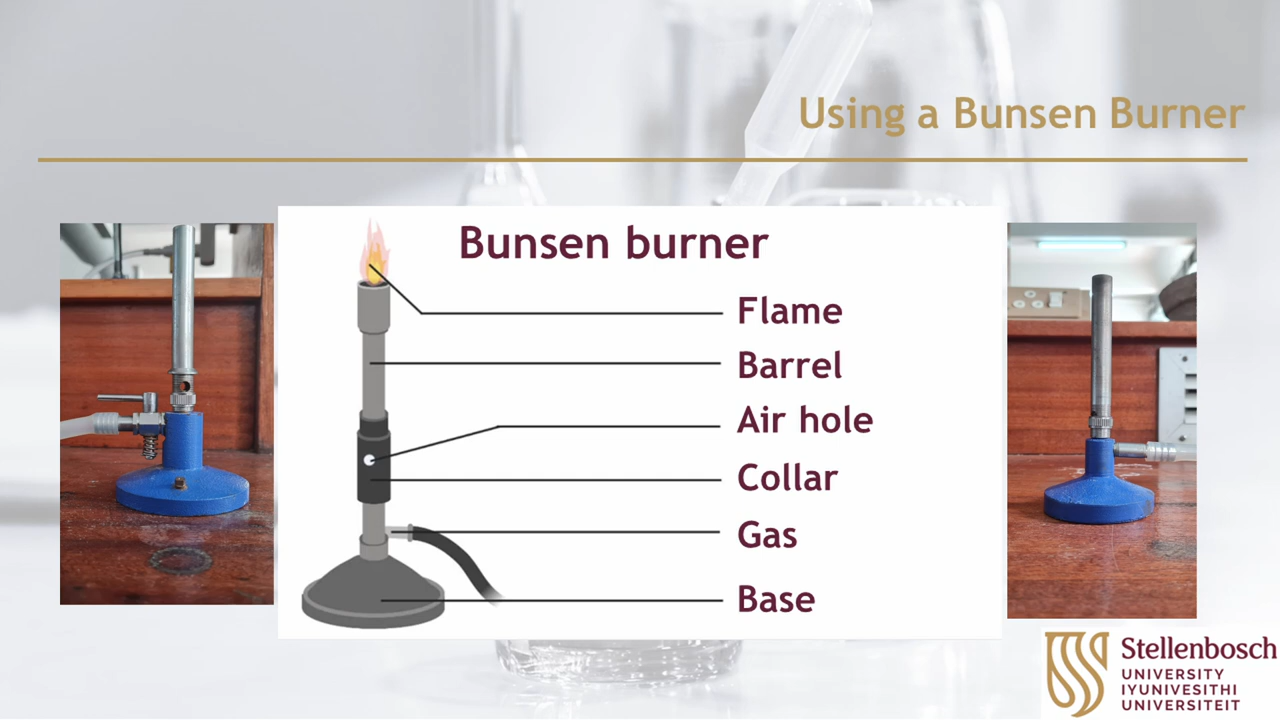 Using a Bunsen Burner
Bunsen burner
Flame
Barrel
Air hole
Collar
Gas
Base
Stellenbosch
UNIVERSITY
IYUNIVESITHI
UNIVERSITEIT